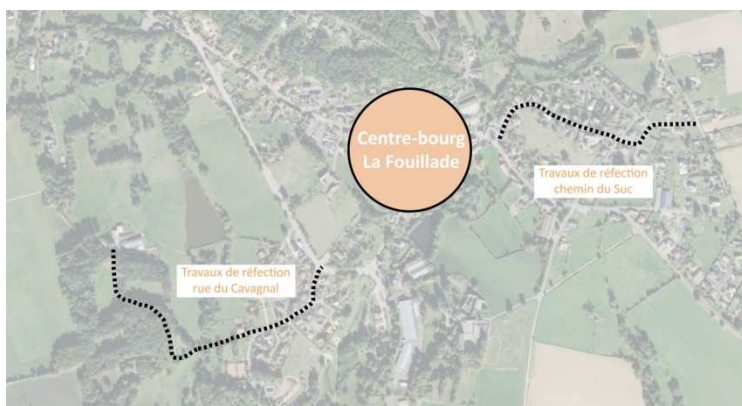 Centre-bourg
La Fouillade
Travaux de réfection
chemin du Suc
Travaux de réfection
rue du Cavagnal